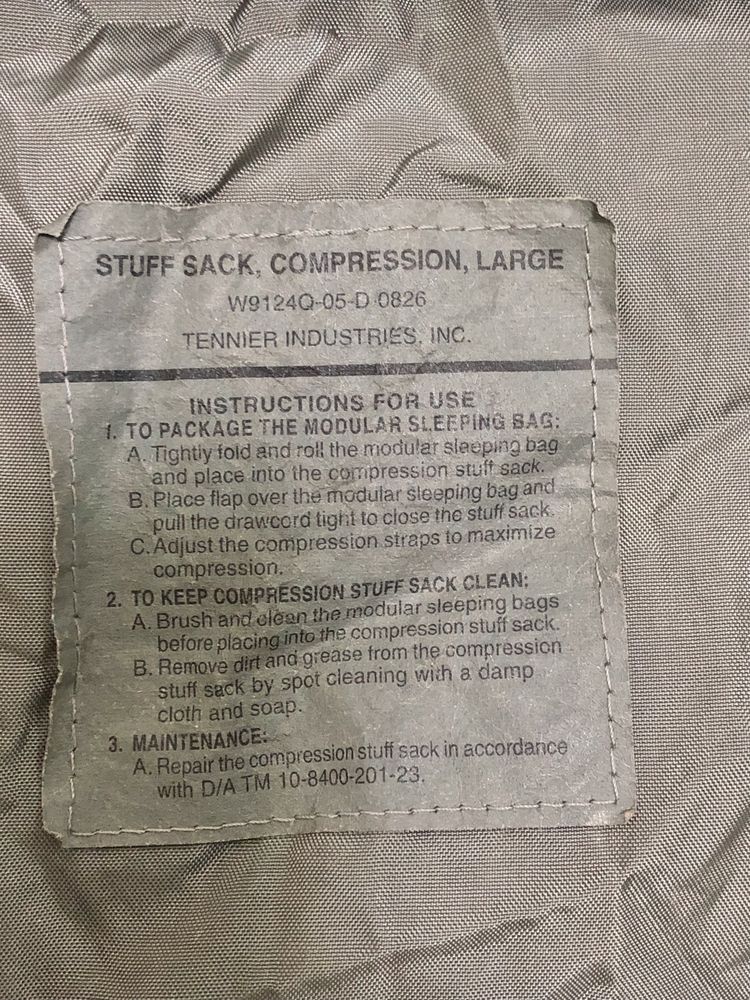 STUFF SACK, COMPRESSION, LARGE
W9124Q-05-D 0826
TENNIER INDUSTRIES, INC.
INSTRUCTIONS FOR USE
1. TO PACKAGE THE MODULAR SLEEPING BAG:
A. Tightly fold and roll the modular sleeping bag
and place into the compression stuff sack.
B. Place flap over the modular sleeping bag and
pull the drawcord tight to close the stuff sack.
C. Adjust the compression straps to maximize
compression.
2. TO KEEP COMPRESSION STUFF SACK CLEAN:
A. Brush and clean the modular sleeping bags
before placing into the compression stuff sack.
B. Remove dirt and grease from the compression
stuff sack by spot cleaning with a damp
cloth and soap.
3. MAINTENANCE:
A. Repair the compression stuff sack in accordance
with D/A TM 10-8400-201-23.